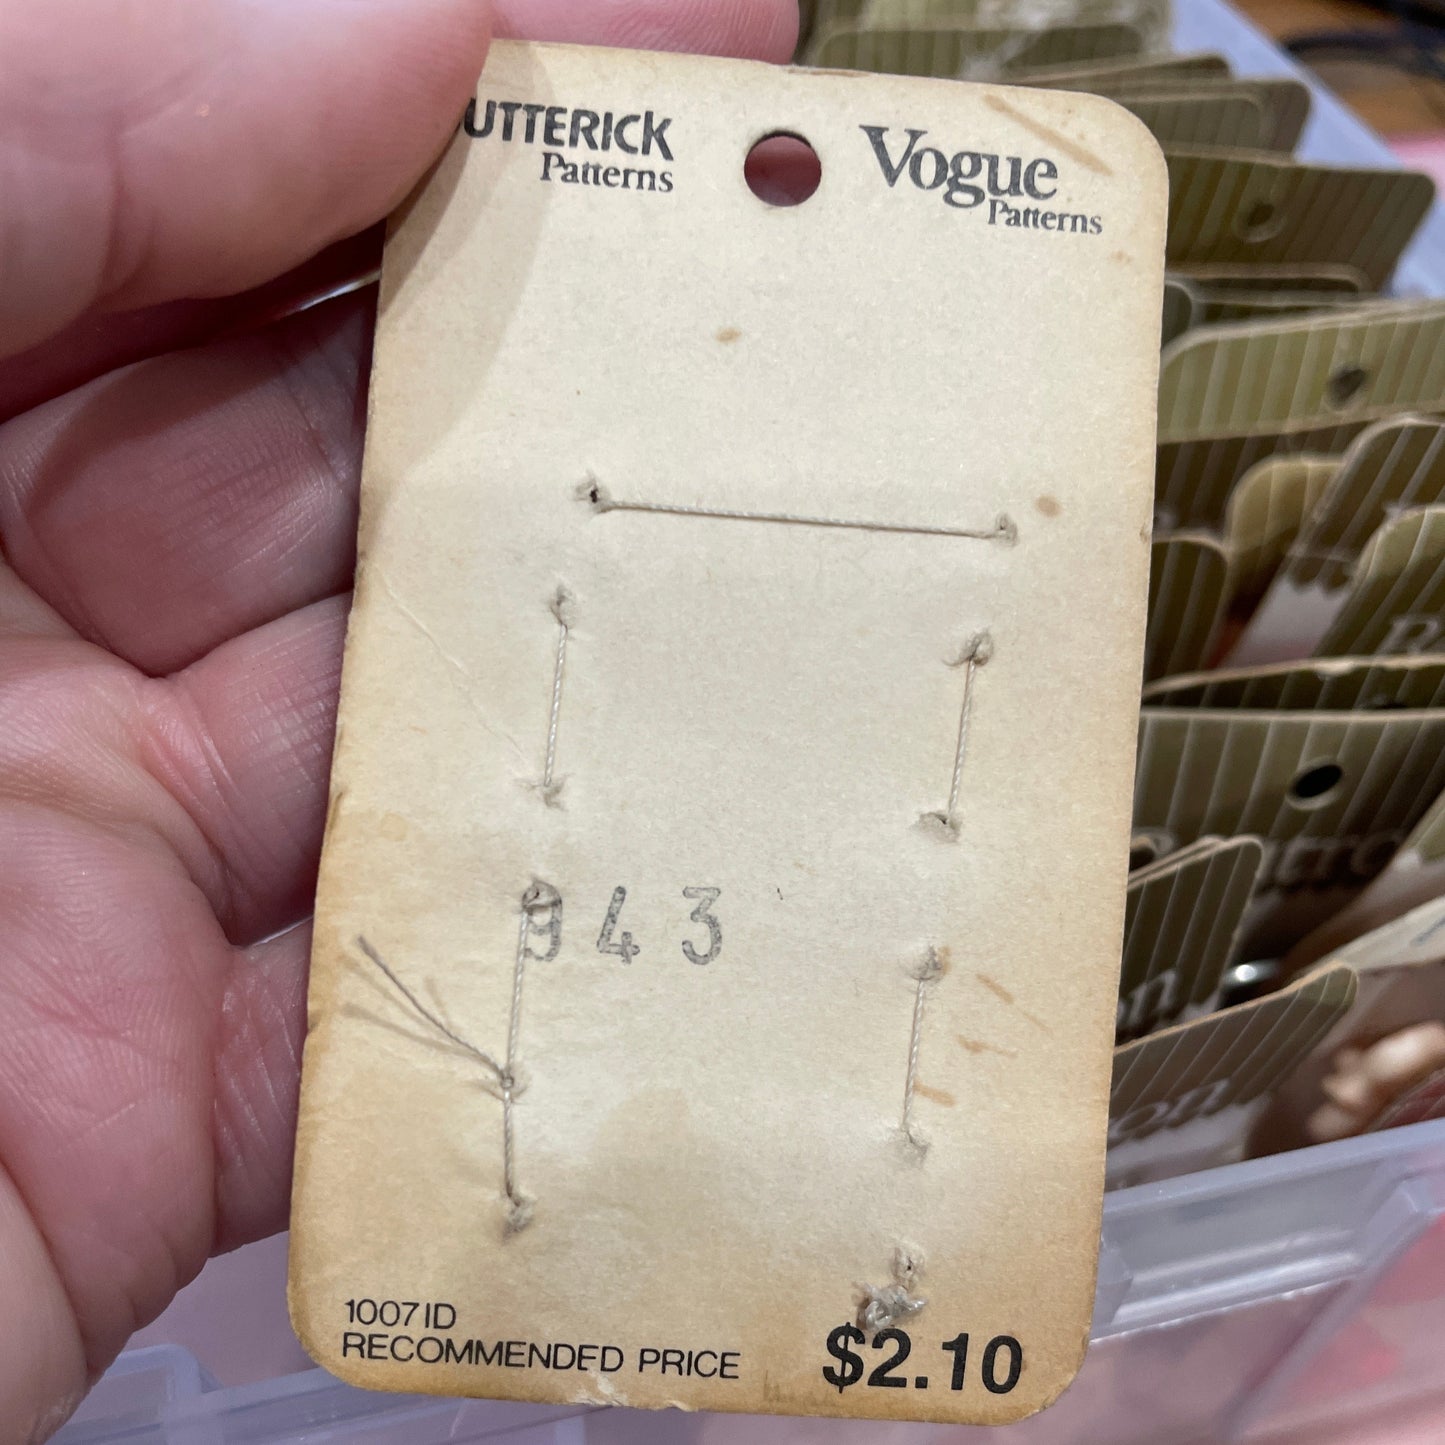 UTTERICK
Patterns
Vogue
Patterns
943
1007ID
RECOMMENDED PRICE
$2.10